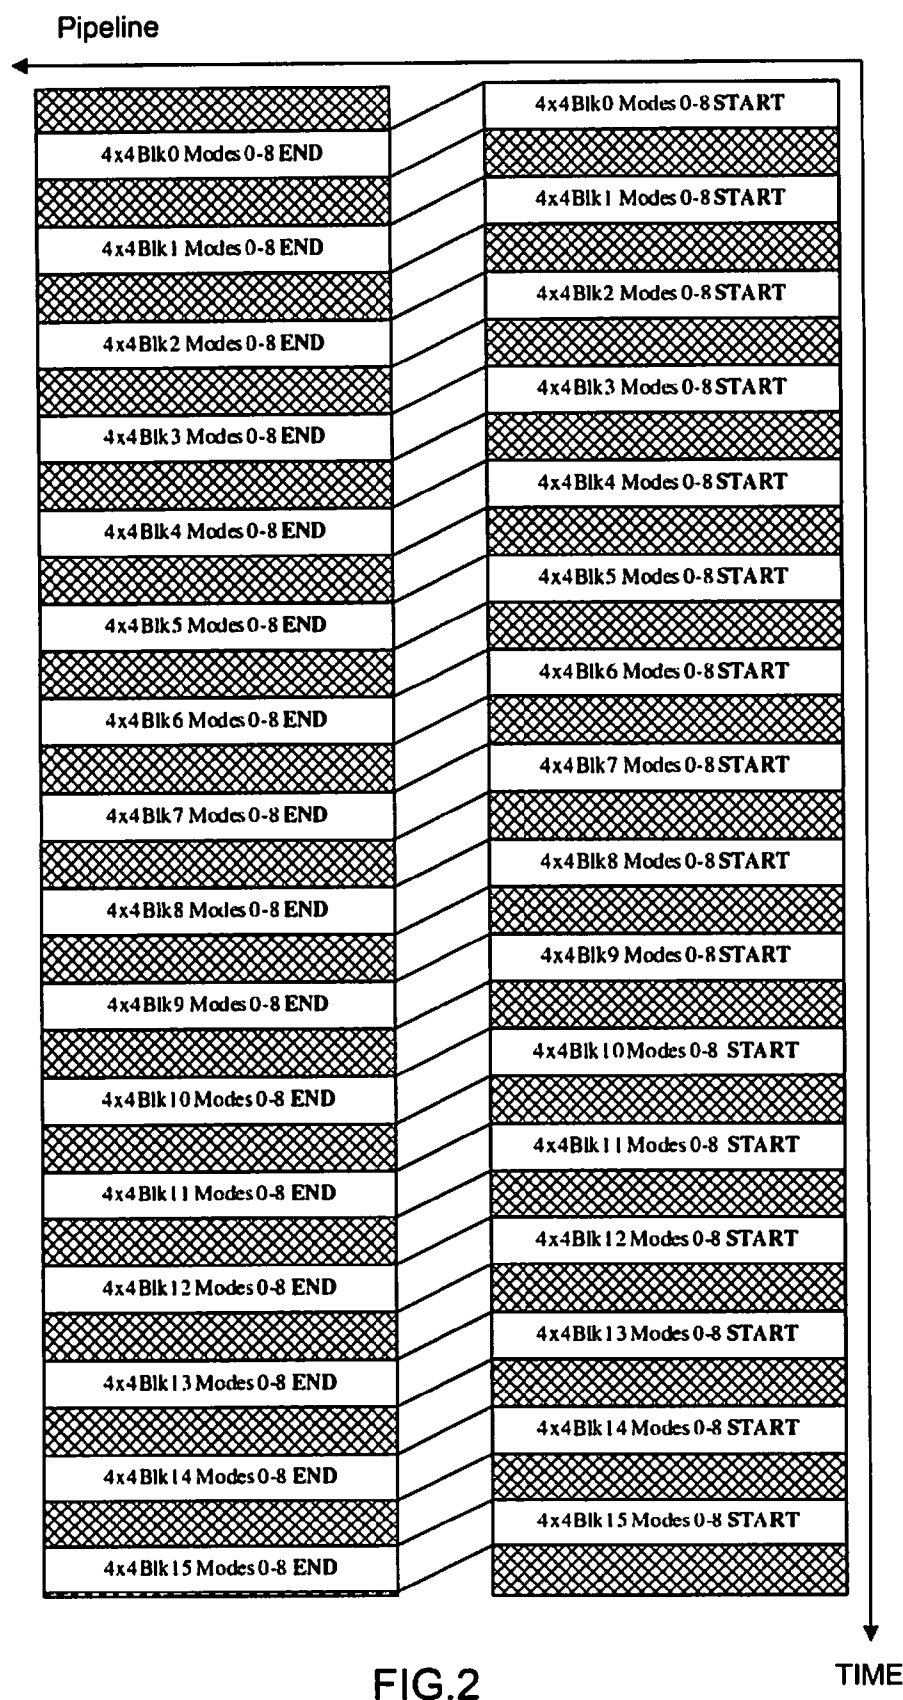 Pipeline
4x4Blk0 Modes 0-8 START
4x4Blk0 Modes 0-8 END
4x4Blk1 Modes 0-8 START
4x4Blk1 Modes 0-8 END
4x4Blk2 Modes 0-8 START
4x4Blk2 Modes 0-8 END
4x4Blk3 Modes 0-8 START
4x4Blk3 Modes 0-8 END
4x4Blk4 Modes 0-8 START
4x4Blk4 Modes 0-8 END
4x4Blk5 Modes 0-8 START
4x4Blk5 Modes 0-8 END
4x4Blk6 Modes 0-8 START
4x4Blk6 Modes 0-8 END
4x4Blk7 Modes 0-8 START
4x4Blk7 Modes 0-8 END
4x4Blk8 Modes 0-8 START
4x4Blk8 Modes 0-8 END
4x4Blk9 Modes 0-8 START
4x4Blk9 Modes 0-8 END
4x4Blk10 Modes 0-8 START
4x4Blk10 Modes 0-8 END
4x4Blk11 Modes 0-8 START
4x4Blk11 Modes 0-8 END
4x4Blk12 Modes 0-8 START
4x4Blk12 Modes 0-8 END
4x4Blk13 Modes 0-8 START
4x4Blk13 Modes 0-8 END
4x4Blk14 Modes 0-8 START
4x4Blk14 Modes 0-8 END
4x4Blk15 Modes 0-8 START
4x4Blk15 Modes 0-8 END
TIME
FIG.2